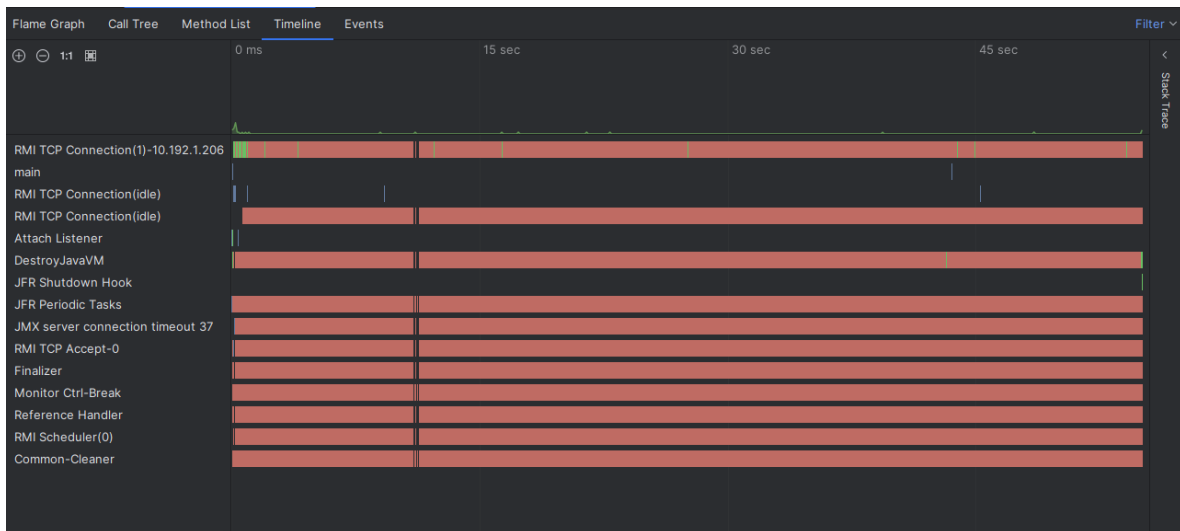 Flame Graph Call Tree Method List Timeline Events Filter
1:1 0 ms 15 sec 30 sec 45 sec
Stack Trace
RMI TCP Connection(1)-10.192.1.206
main
RMI TCP Connection(idle)
RMI TCP Connection(idle)
Attach Listener
DestroyJavaVM
JFR Shutdown Hook
JFR Periodic Tasks
JMX server connection timeout 37
RMI TCP Accept-0
Finalizer
Monitor Ctrl-Break
Reference Handler
RMI Scheduler(0)
Common-Cleaner